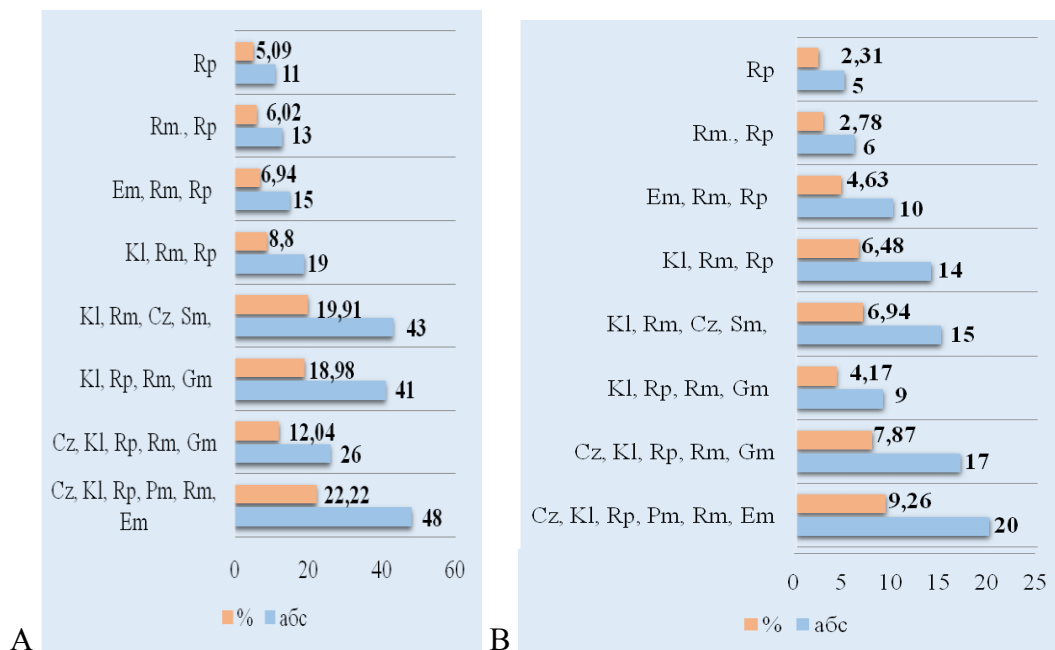 Rp
5,09
11
Rm., Rp
6,02
13
Em, Rm, Rp
6,94
15
Kl, Rm, Rp
8,8
19
Kl, Rm, Cz, Sm,
19,91
43
Kl, Rp, Rm, Gm
18,98
41
Cz, Kl, Rp, Rm, Gm
12,04
26
Cz, Kl, Rp, Pm, Rm,
Em
22,22
48
0 20 40 60
% абс
A
Rp
2,31
5
Rm., Rp
2,78
6
Em, Rm, Rp
4,63
10
Kl, Rm, Rp
6,48
14
Kl, Rm, Cz, Sm,
6,94
15
Kl, Rp, Rm, Gm
4,17
9
Cz, Kl, Rp, Rm, Gm
7,87
17
Cz, Kl, Rp, Pm, Rm, Em
9,26
20
0 5 10 15 20 25
% абс
B